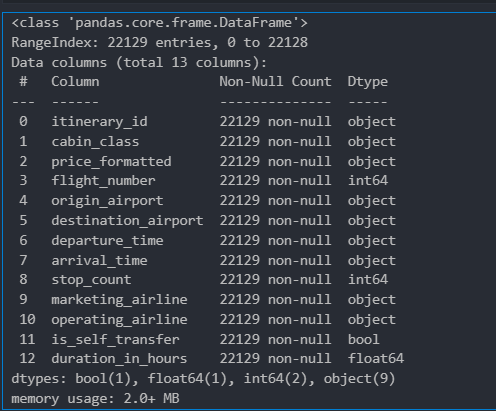 <class 'pandas.core.frame.DataFrame'>
RangeIndex: 22129 entries, 0 to 22128
Data columns (total 13 columns):
 #   Column               Non-Null Count  Dtype
---  ------               --------------  -----
 0   itinerary_id         22129 non-null  object
 1   cabin_class          22129 non-null  object
 2   price_formatted      22129 non-null  object
 3   flight_number        22129 non-null  int64
 4   origin_airport       22129 non-null  object
 5   destination_airport  22129 non-null  object
 6   departure_time       22129 non-null  object
 7   arrival_time         22129 non-null  object
 8   stop_count           22129 non-null  int64
 9   marketing_airline    22129 non-null  object
 10  operating_airline    22129 non-null  object
 11  is_self_transfer     22129 non-null  bool
 12  duration_in_hours    22129 non-null  float64
dtypes: bool(1), float64(1), int64(2), object(9)
memory usage: 2.0+ MB